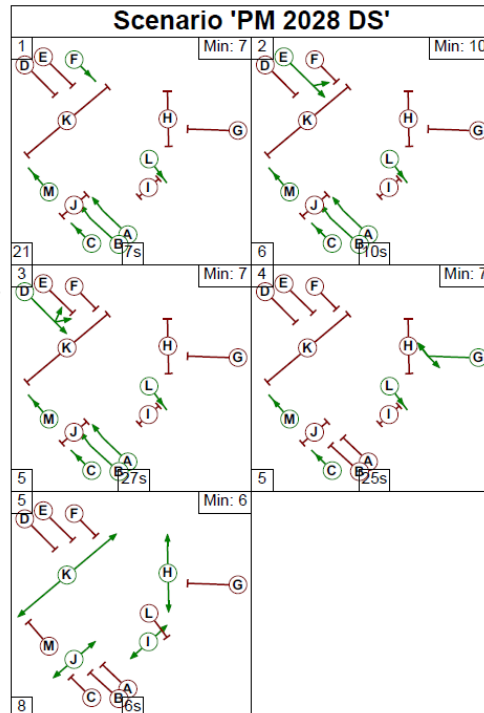 Scenario 'PM 2028 DS'
1 Min: 7
D E F
K
H
G
L
I
M
J
A
B
C
21 7s
2 Min: 10
D E F
K
H
G
L
I
M
J
A
B
C
6 10s
3 Min: 7
D E F
K
H
G
L
I
M
J
A
B
C
5 27s
4 Min: 7
D E F
K
H
G
L
I
M
J
A
B
C
5 25s
5 Min: 6
D E F
K
H
G
L
I
M
J
A
B
C
8 6s